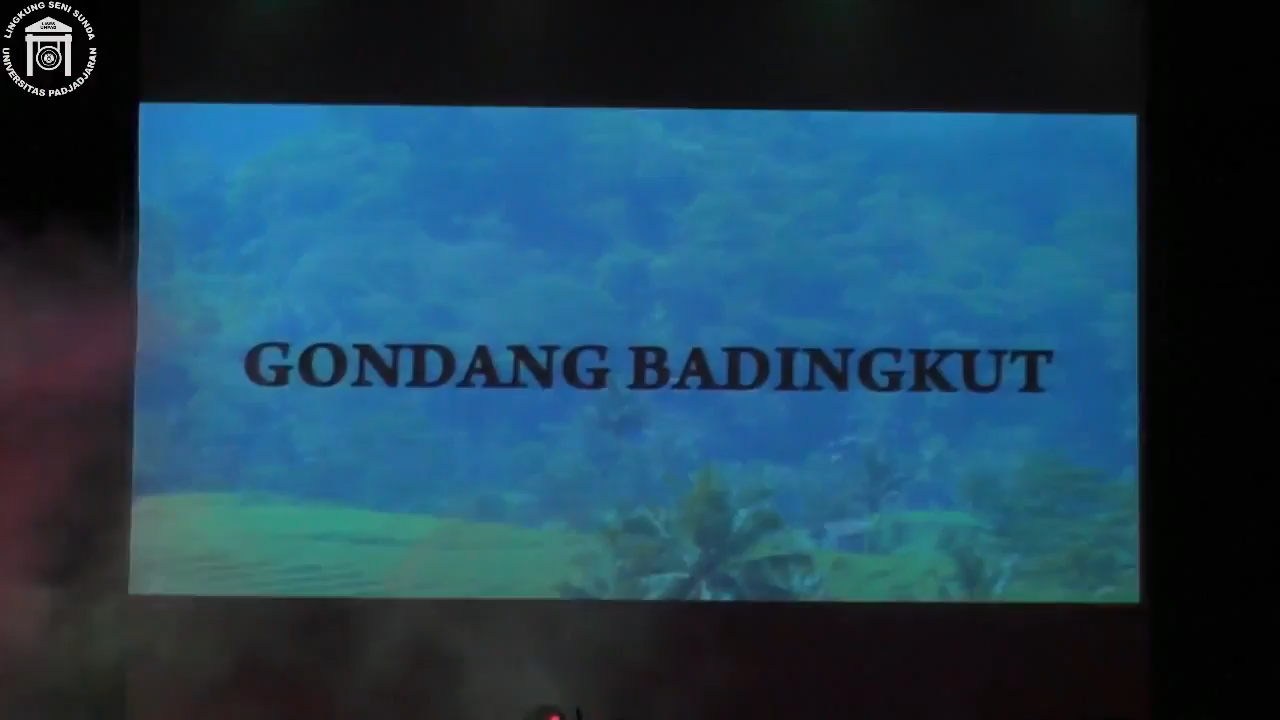 LINGKUNG SENI SUNDA
UNIVERSITAS PADJADJARAN
GONDANG BADINGKUT